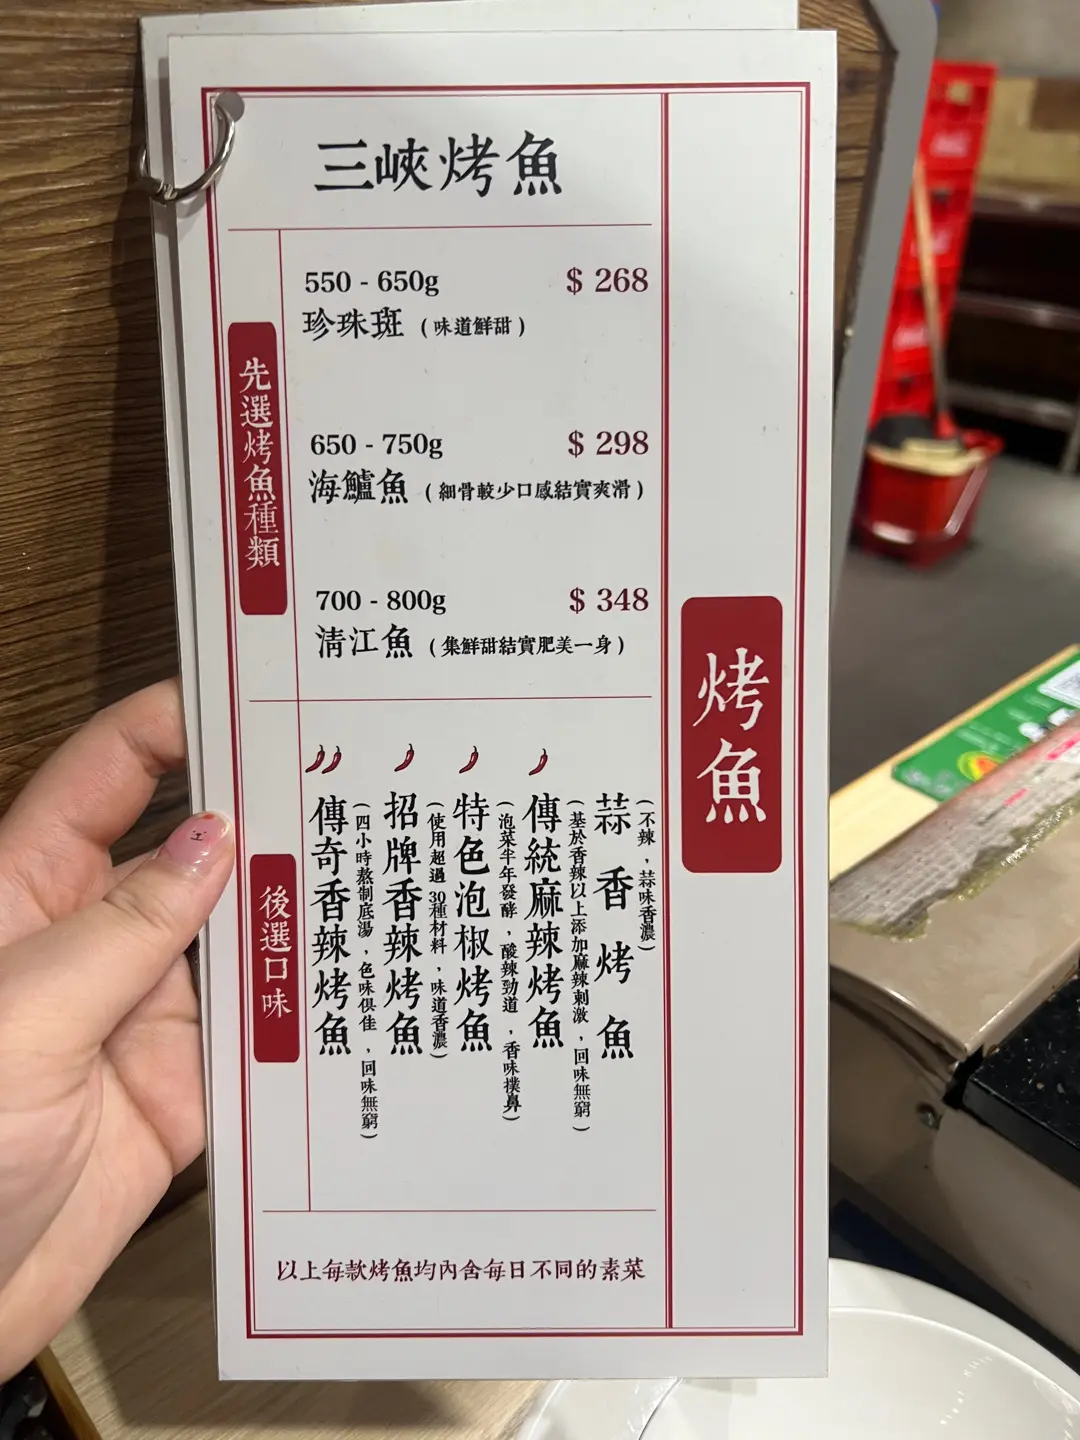 三峽烤魚
先選烤魚種類
550 - 650g $ 268
珍珠斑 (味道鮮甜)
650 - 750g $ 298
海鱸魚 (細骨較少口感結實爽滑)
700 - 800g $ 348
清江魚 (集鮮甜結實肥美一身)
後選口味
傳奇香辣烤魚
(四小時熬制底湯，色味俱佳，回味無窮)
招牌香辣烤魚
(使用超過30種材料，味道香濃)
特色泡椒烤魚
(泡菜半年發酵，酸辣勁道，香味撲鼻)
傳統麻辣烤魚
(基於香辣以上添加麻辣刺激，回味無窮)
蒜香烤魚
(不辣，蒜味香濃)
以上每款烤魚均內含每日不同的素菜
烤魚